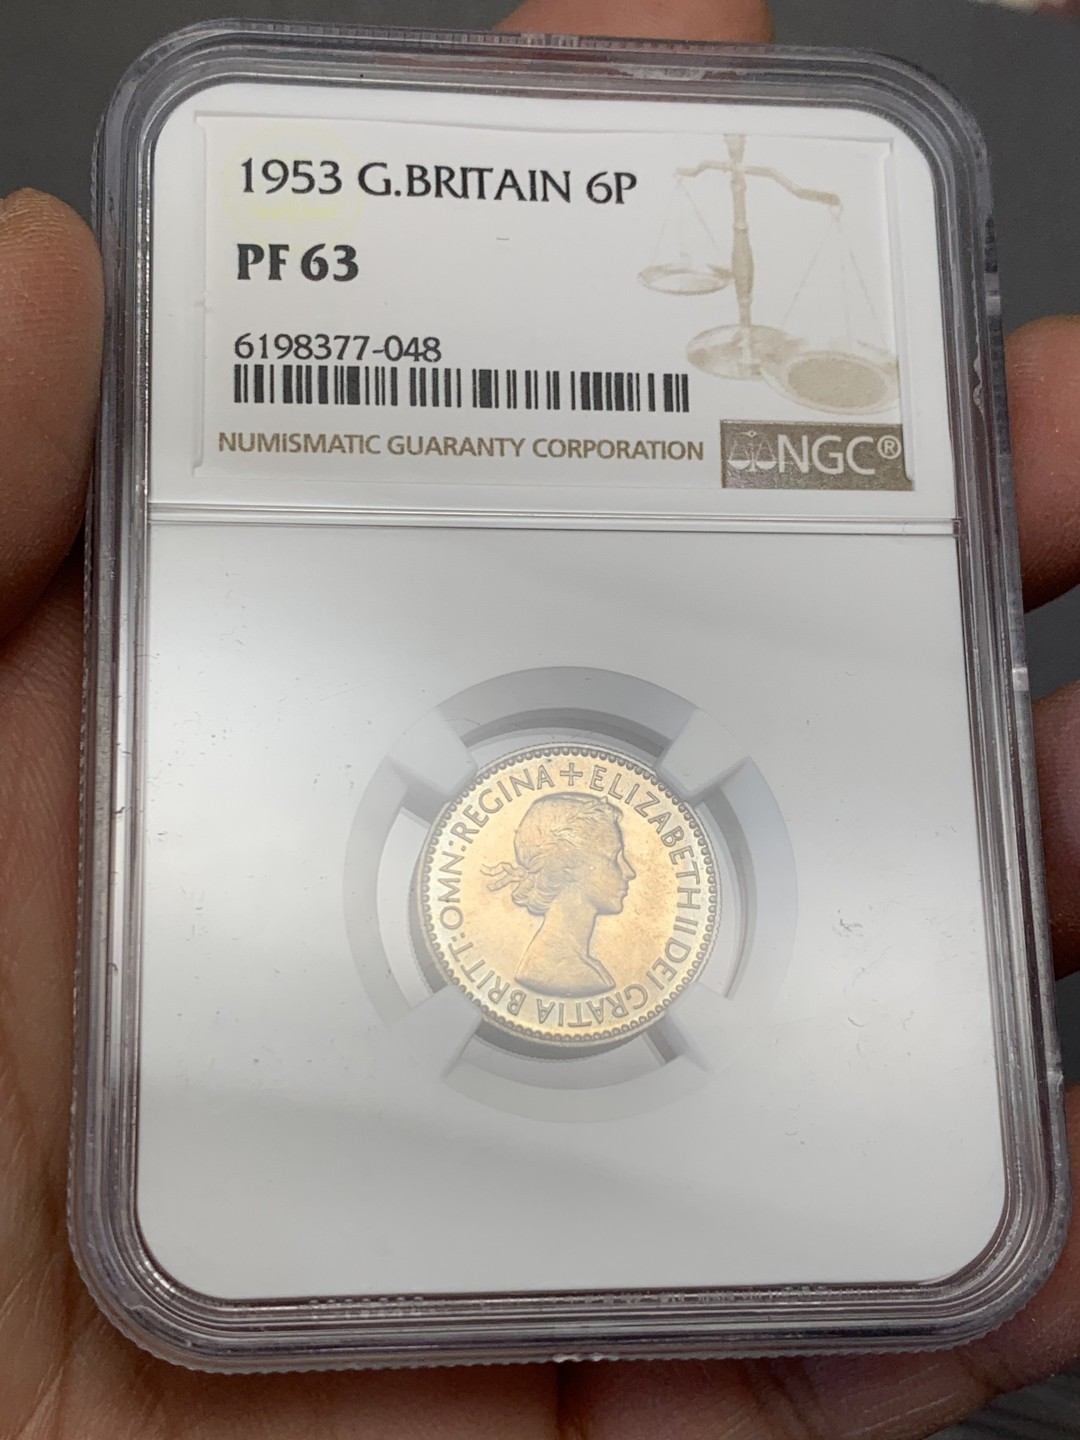 1953 G.BRITAIN 6P
PF 63
6198377-048
NUMiSMATIC GUARANTY CORPORATION
NGC®
+ ELIZABETH II DEI GRATIA BRITT:OMN:REGINA